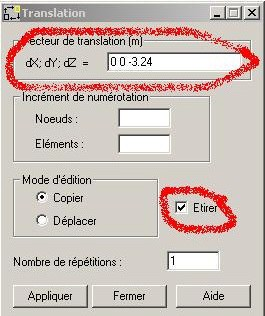 Translation
ecteur de translation (m)
dX; dY; dZ = 0 0 -3.24
Incrément de numérotation
Noeuds :
Eléments :
Mode d'édition
Copier
Etirer
Déplacer
Nombre de répétitions : 1
Appliquer Fermer Aide